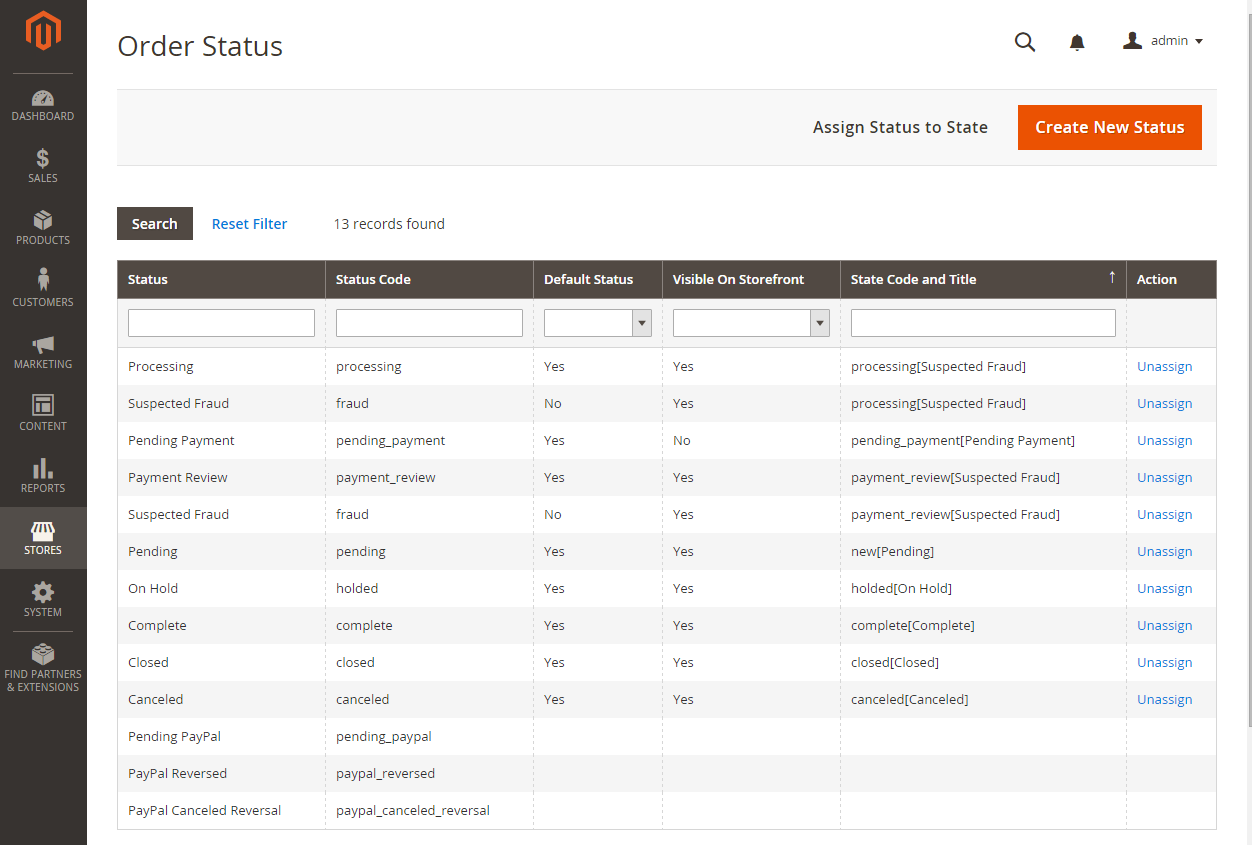 Order Status
admin
DASHBOARD
SALES
PRODUCTS
CUSTOMERS
MARKETING
CONTENT
REPORTS
STORES
SYSTEM
FIND PARTNERS
& EXTENSIONS
Assign Status to State Create New Status
Search Reset Filter 13 records found
Status Status Code Default Status Visible On Storefront State Code and Title ↑ Action
Processing processing Yes Yes processing[Suspected Fraud] Unassign
Suspected Fraud fraud No Yes processing[Suspected Fraud] Unassign
Pending Payment pending_payment Yes No pending_payment[Pending Payment] Unassign
Payment Review payment_review Yes Yes payment_review[Suspected Fraud] Unassign
Suspected Fraud fraud No Yes payment_review[Suspected Fraud] Unassign
Pending pending Yes Yes new[Pending] Unassign
On Hold holded Yes Yes holded[On Hold] Unassign
Complete complete Yes Yes complete[Complete] Unassign
Closed closed Yes Yes closed[Closed] Unassign
Canceled canceled Yes Yes canceled[Canceled] Unassign
Pending PayPal pending_paypal
PayPal Reversed paypal_reversed
PayPal Canceled Reversal paypal_canceled_reversal